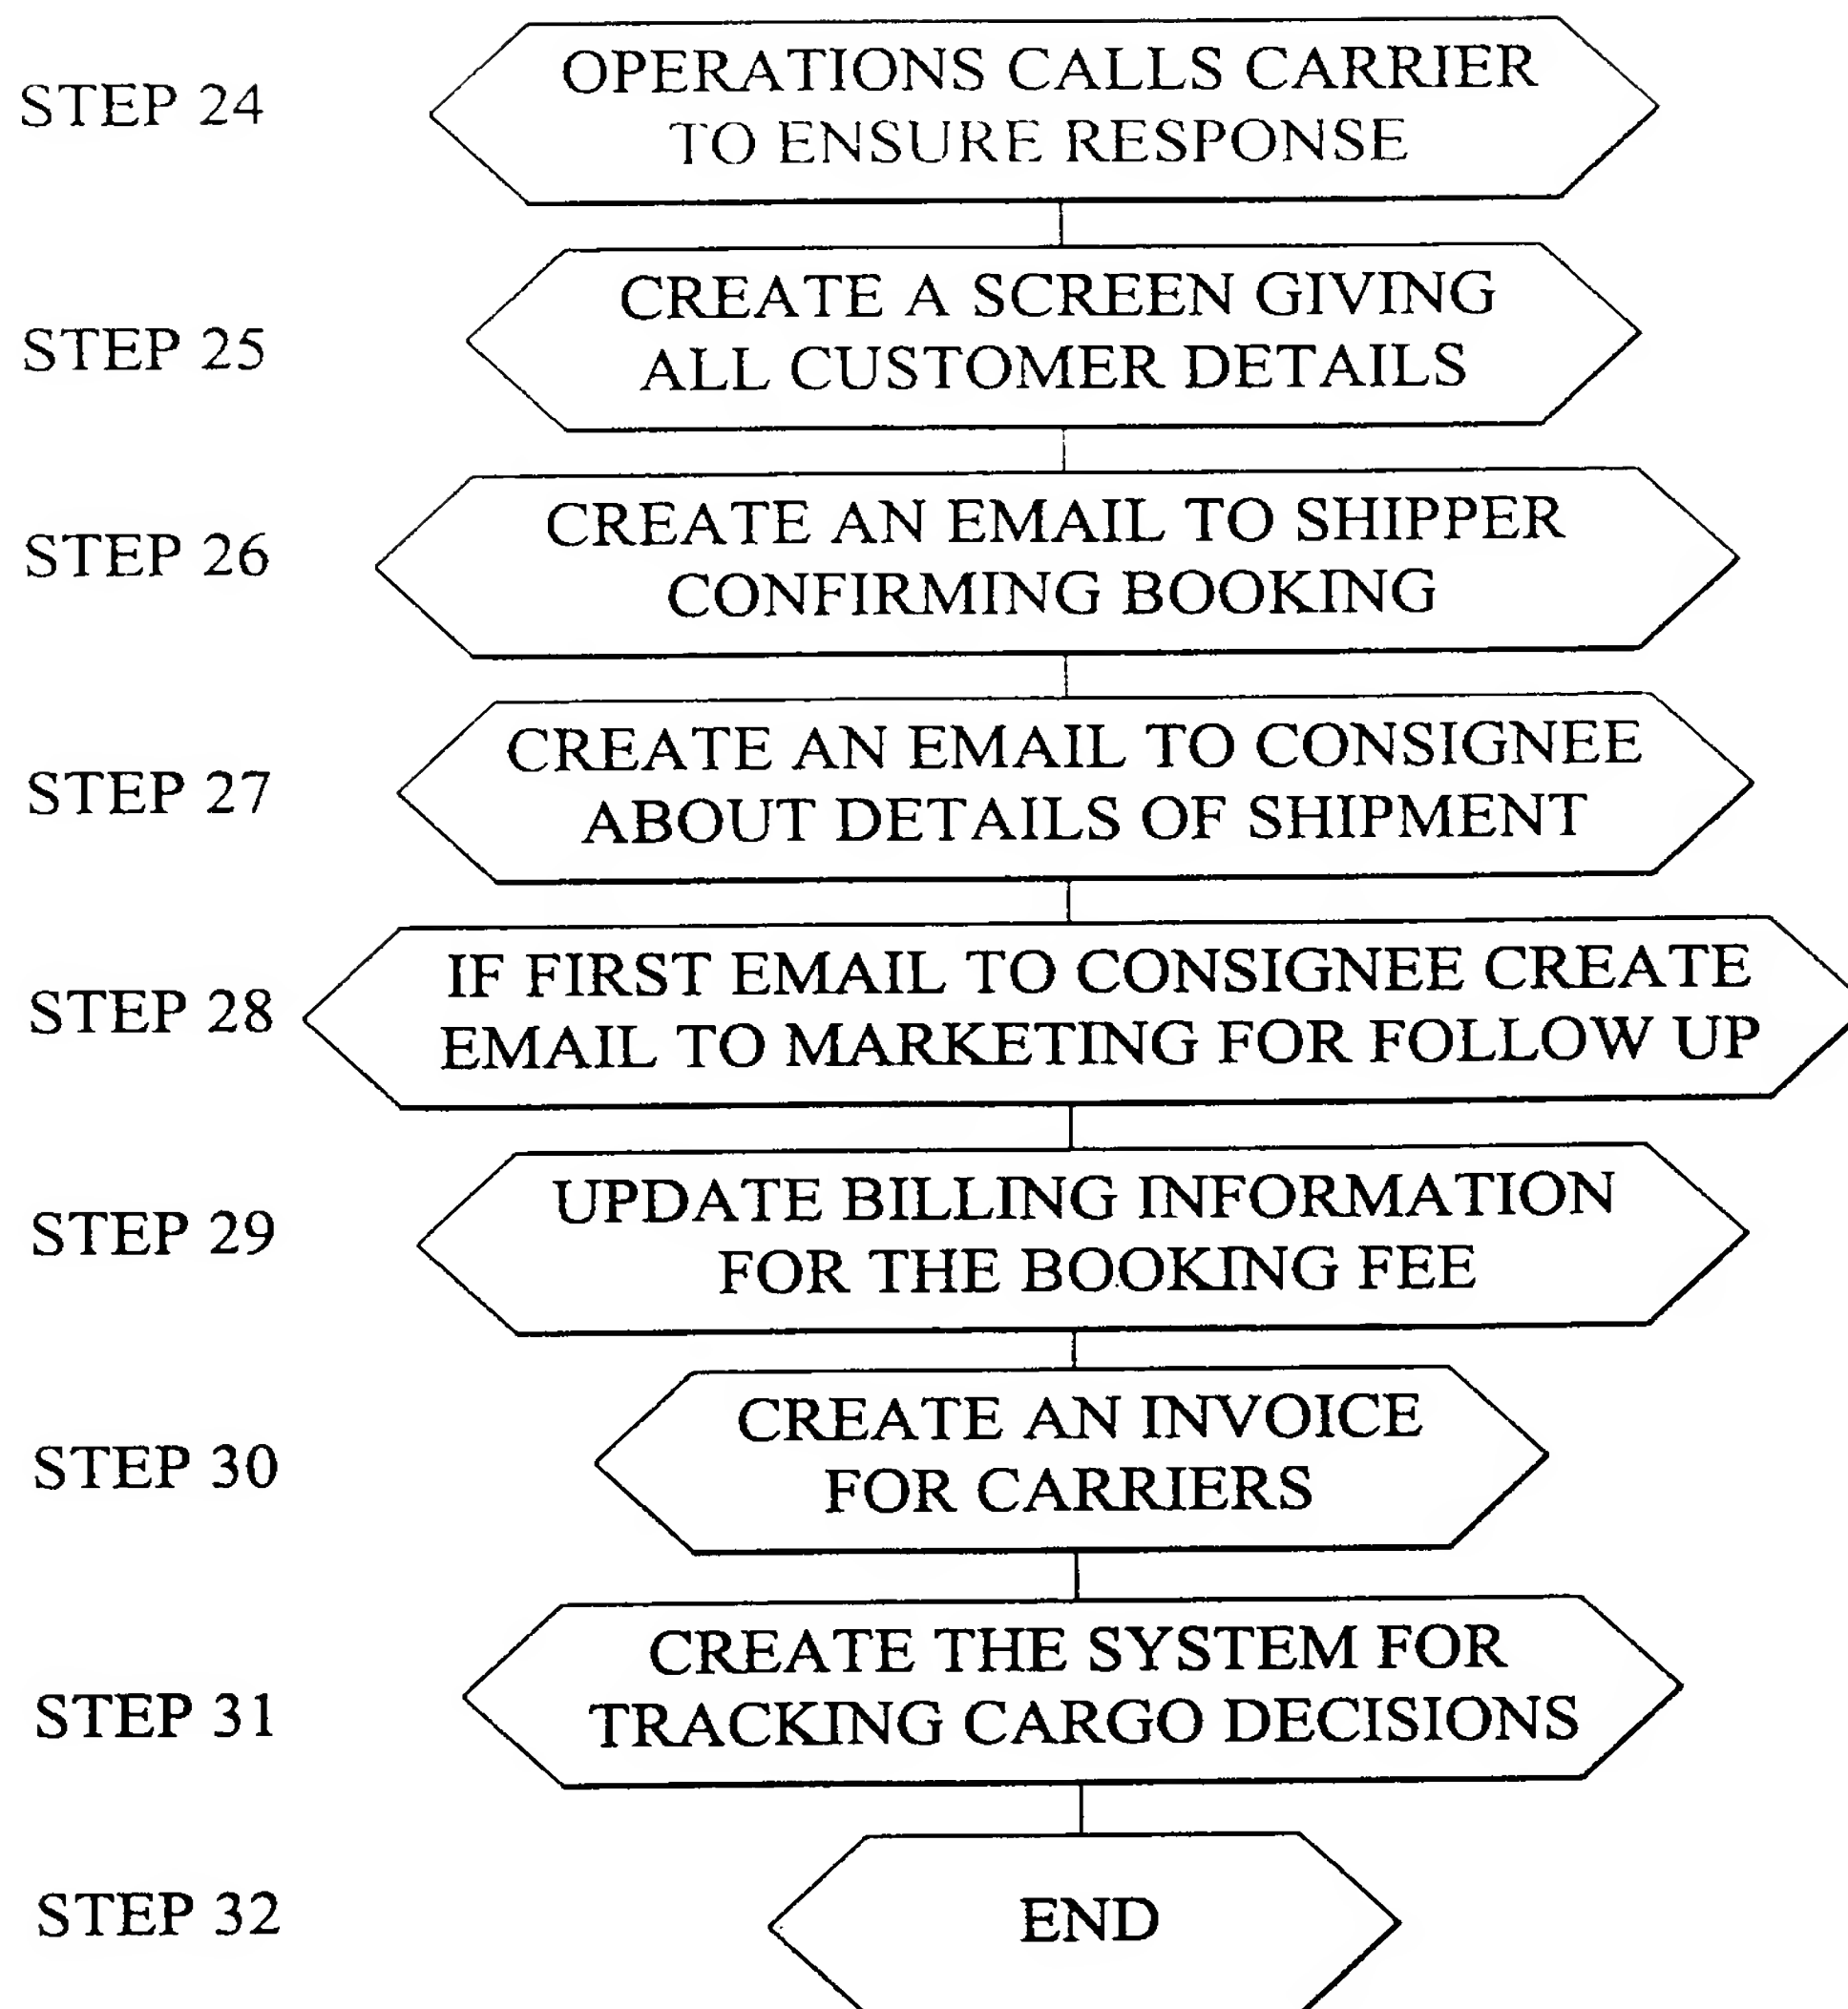 STEP 24
OPERATIONS CALLS CARRIER
TO ENSURE RESPONSE
STEP 25
CREATE A SCREEN GIVING
ALL CUSTOMER DETAILS
STEP 26
CREATE AN EMAIL TO SHIPPER
CONFIRMING BOOKING
STEP 27
CREATE AN EMAIL TO CONSIGNEE
ABOUT DETAILS OF SHIPMENT
STEP 28
IF FIRST EMAIL TO CONSIGNEE CREATE
EMAIL TO MARKETING FOR FOLLOW UP
STEP 29
UPDATE BILLING INFORMATION
FOR THE BOOKING FEE
STEP 30
CREATE AN INVOICE
FOR CARRIERS
STEP 31
CREATE THE SYSTEM FOR
TRACKING CARGO DECISIONS
STEP 32
END